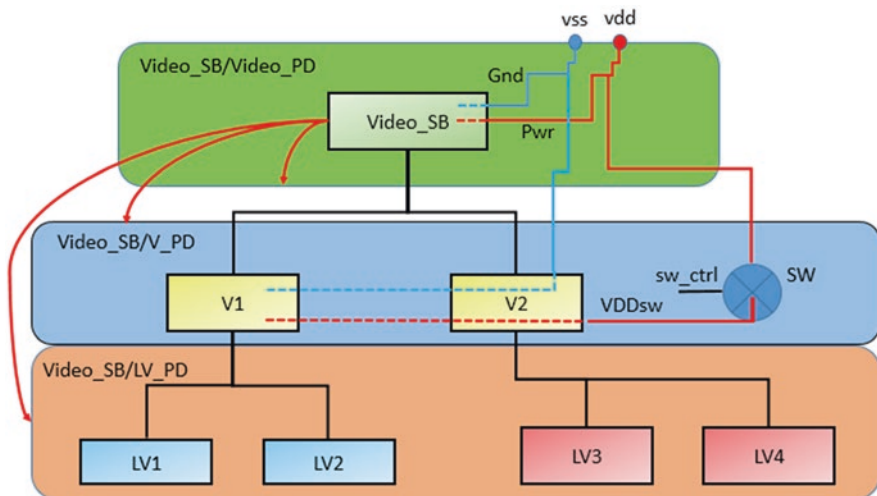 vss
vdd
Video_SB/Video_PD
Gnd
Video_SB
Pwr
Video_SB/V_PD
sw_ctrl
SW
V1
V2
VDDsw
Video_SB/LV_PD
LV1
LV2
LV3
LV4